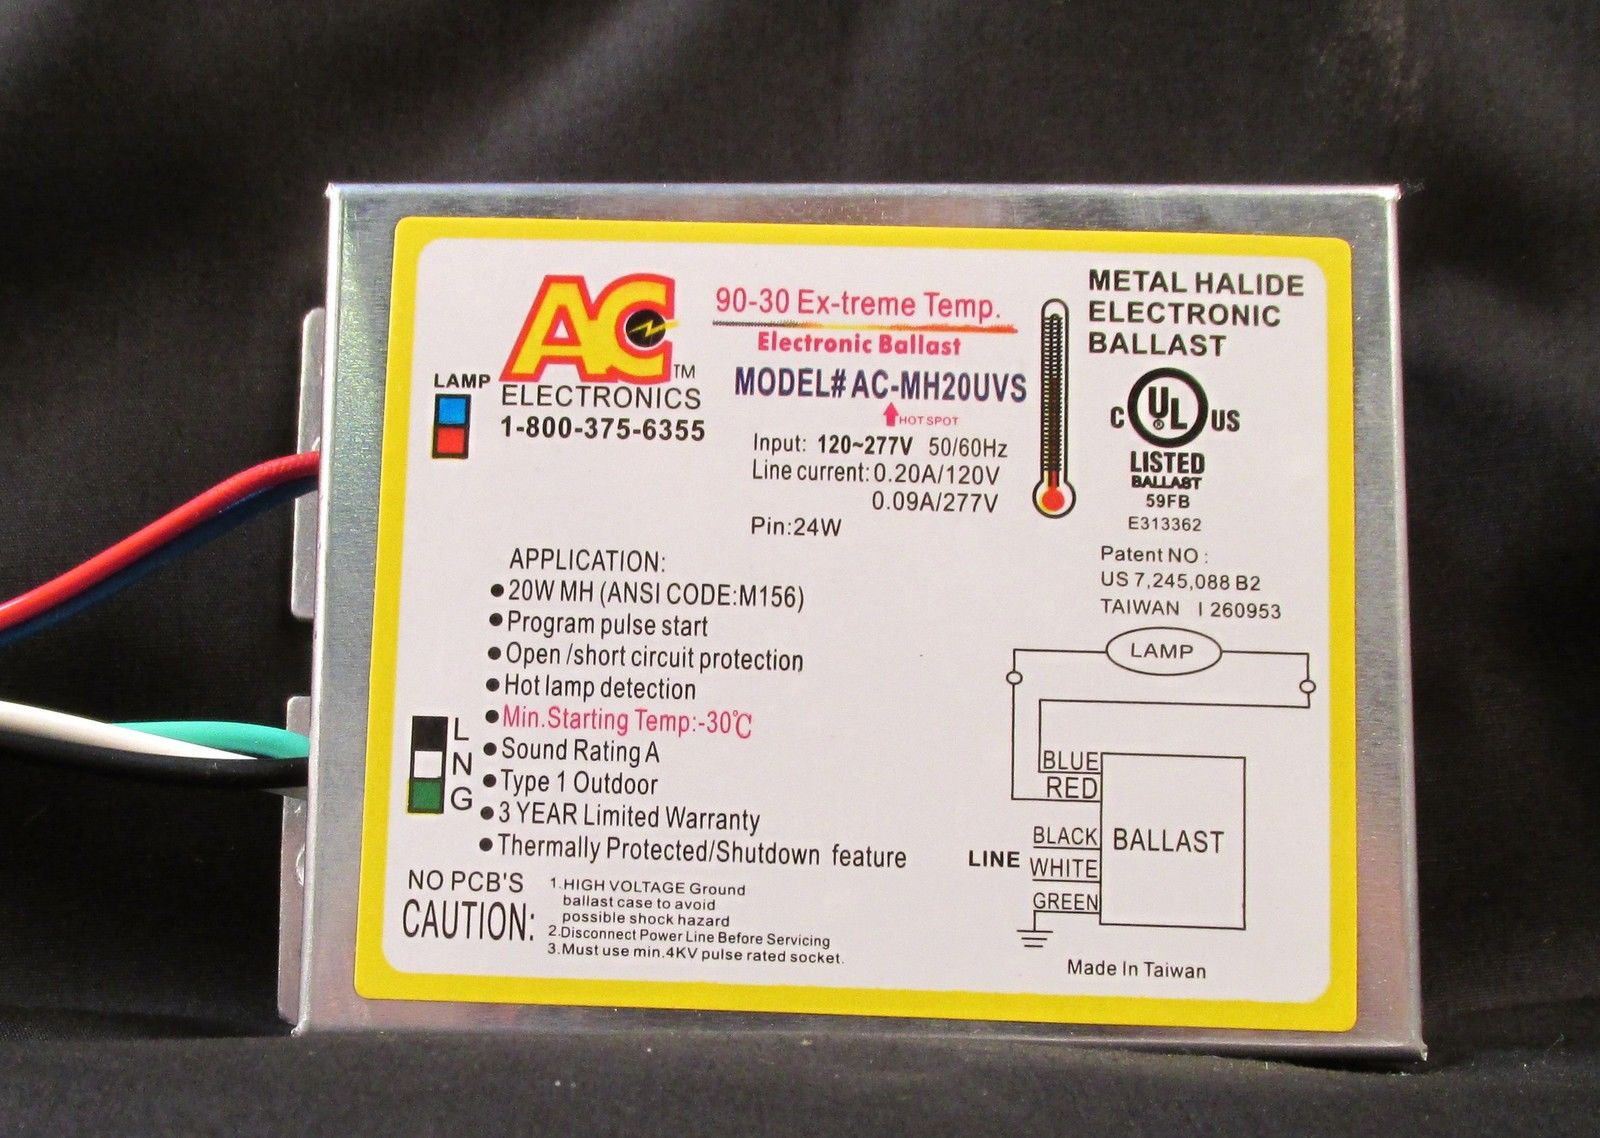 AC
TM
ELECTRONICS
1-800-375-6355
LAMP
90-30 Ex-treme Temp.
Electronic Ballast
MODEL# AC-MH20UVS
HOT SPOT
Input: 120~277V 50/60Hz
Line current: 0.20A/120V
0.09A/277V
Pin:24W
METAL HALIDE
ELECTRONIC
BALLAST
C UL US
®
LISTED
BALLAST
59FB
E313362
Patent NO :
US 7,245,088 B2
TAIWAN I 260953
APPLICATION:
● 20W MH (ANSI CODE:M156)
● Program pulse start
● Open /short circuit protection
● Hot lamp detection
● Min.Starting Temp:-30℃
● Sound Rating A
● Type 1 Outdoor
● 3 YEAR Limited Warranty
● Thermally Protected/Shutdown feature
L
N
G
NO PCB'S
CAUTION:
1.HIGH VOLTAGE Ground
ballast case to avoid
possible shock hazard
2.Disconnect Power Line Before Servicing
3.Must use min.4KV pulse rated socket.
LAMP
BLUE
RED
BLACK
LINE WHITE
GREEN
BALLAST
Made In Taiwan